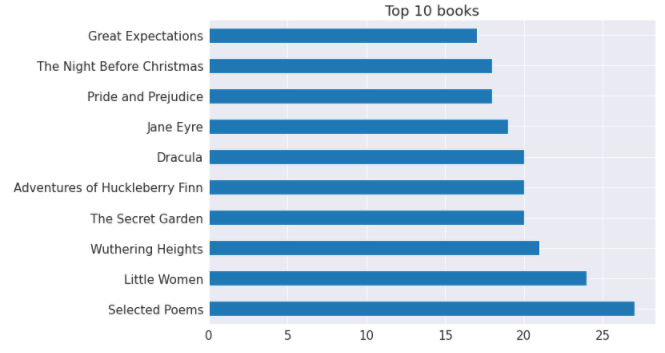 Top 10 books
Great Expectations
The Night Before Christmas
Pride and Prejudice
Jane Eyre
Dracula
Adventures of Huckleberry Finn
The Secret Garden
Wuthering Heights
Little Women
Selected Poems
0 5 10 15 20 25